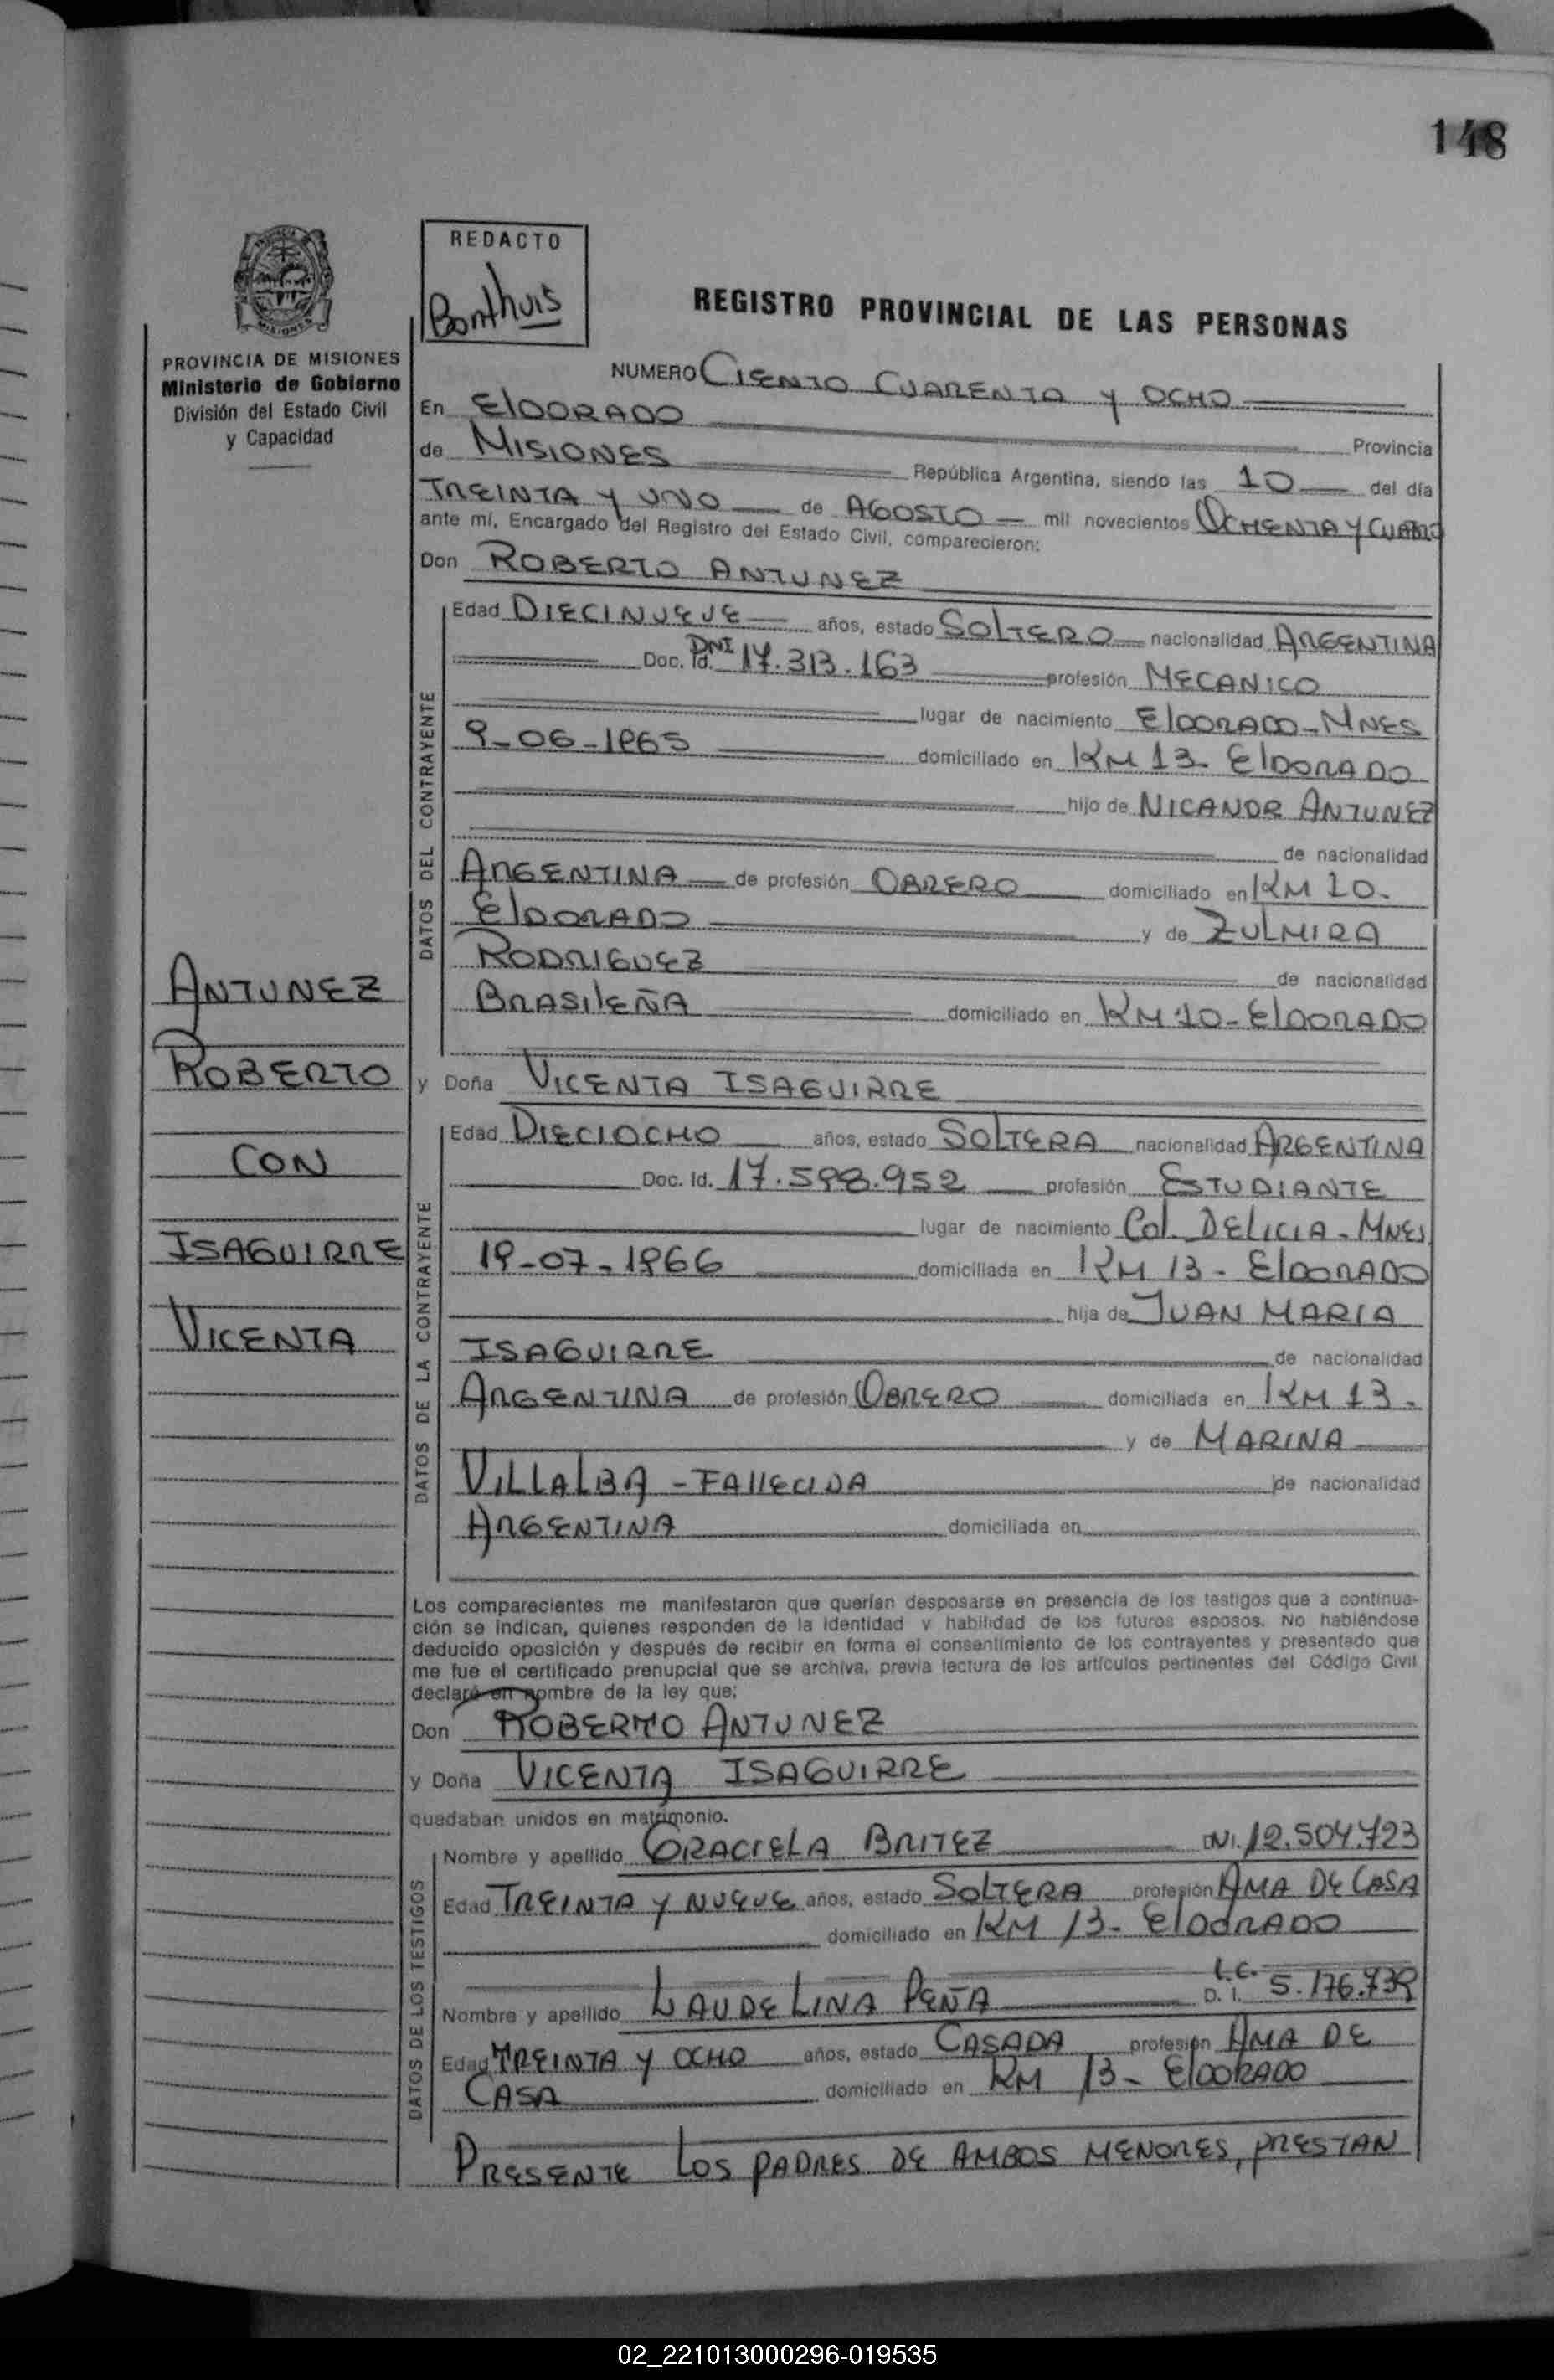 148
REDACTO
Bonthuis
REGISTRO PROVINCIAL DE LAS PERSONAS
PROVINCIA DE MISIONES
Ministerio de Gobierno
División del Estado Civil
y Capacidad
NUMERO CIENTO CUARENTA Y OCHO
En ElDORADO Provincia
de MISIONES República Argentina, siendo las 10 del día
TREINTA Y UNO de AGOSTO mil novecientos OCHENTA Y CUATRO
ante mí, Encargado del Registro del Estado Civil, comparecieron:
Don ROBERTO ANTUNEZ
DATOS DEL CONTRAYENTE
Edad DIECINUEVE años, estado SOLTERO nacionalidad ARGENTINA
Doc. Id. DNI 17.313.163 profesión MECANICO
lugar de nacimiento ElDORADO-MNES
9-06-1965 domiciliado en KM 13- ElDORADO
hijo de NICANOR ANTUNEZ
de nacionalidad
ARGENTINA de profesión OBRERO domiciliado en KM 10-
ElDORADO y de ZULMIRA
RODRIGUEZ de nacionalidad
BRASIlEÑA domiciliado en KM 10- ElDORADO
y Doña VICENTA ISAGUIRRE
ANTUNEZ
ROBERTO
CON
ISAGUIRRE
VICENTA
DATOS DE LA CONTRAYENTE
Edad DIECIOCHO años, estado SOLTERA nacionalidad ARGENTINA
Doc. Id. 17.598.952 profesión ESTUDIANTE
lugar de nacimiento Col. DELICIA-MNES
19-07-1966 domiciliada en KM 13- ElDORADO
hija de JUAN MARIA
ISAGUIRRE de nacionalidad
ARGENTINA de profesión OBRERO domiciliada en KM 13-
y de MARINA
VILLALBA - FAllECIDA de nacionalidad
ARGENTINA domiciliada en
Los comparecientes me manifestaron que querían desposarse en presencia de los testigos que a continua-
ción se indican, quienes responden de la identidad y habilidad de los futuros esposos. No habiéndose
deducido oposición y después de recibir en forma el consentimiento de los contrayentes y presentado que
me fue el certificado prenupcial que se archiva, previa lectura de los artículos pertinentes del Código Civil
declaré en nombre de la ley que:
Don ROBERTO ANTUNEZ
y Doña VICENTA ISAGUIRRE
quedaban unidos en matrimonio.
DATOS DE LOS TESTIGOS
Nombre y apellido GRACIELA BRITEZ DNI. 12.504.723
Edad TREINTA Y NUEVE años, estado SOLTERA profesión AMA DE CASA
domiciliado en KM 13- ElDORADO
Nombre y apellido LAUDELINA PEÑA L.C. D. I. 5.176.739
Edad TREINTA Y OCHO años, estado CASADA profesión AMA DE
CASA domiciliado en KM 13- ElDORADO
PRESENTE LOS PADRES DE AMBOS MENORES, PRESTAN
02_221013000296-019535